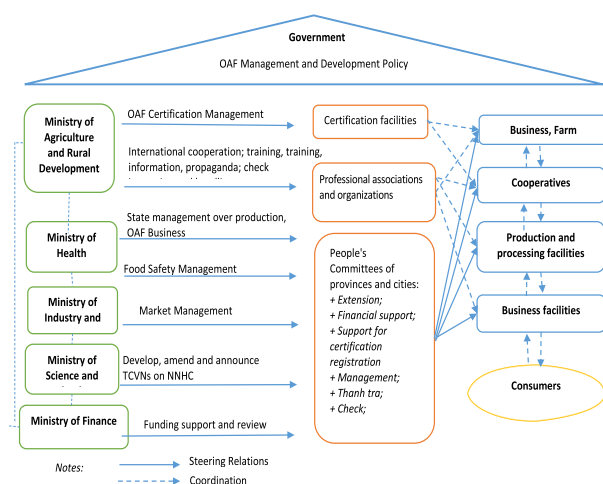 Government
OAF Management and Development Policy
Ministry of
Agriculture
and Rural
Development
OAF Certification Management
International cooperation; training, training,
information, propaganda; check
Ministry of
Health
State management over production,
OAF Business
Food Safety Management
Ministry of
Industry and
Market Management
Ministry of
Science and
Develop, amend and announce
TCVNs on NNHC
Ministry of Finance
Funding support and review
Certification facilities
Professional associations
and organizations
People's
Committees of
provinces and cities:
+ Extension;
+ Financial support;
+ Support for
certification
registration
+ Management;
+ Thanh tra;
+ Check;
Business, Farm
Cooperatives
Production and
processing facilities
Business facilities
Consumers
Notes:
Steering Relations
Coordination